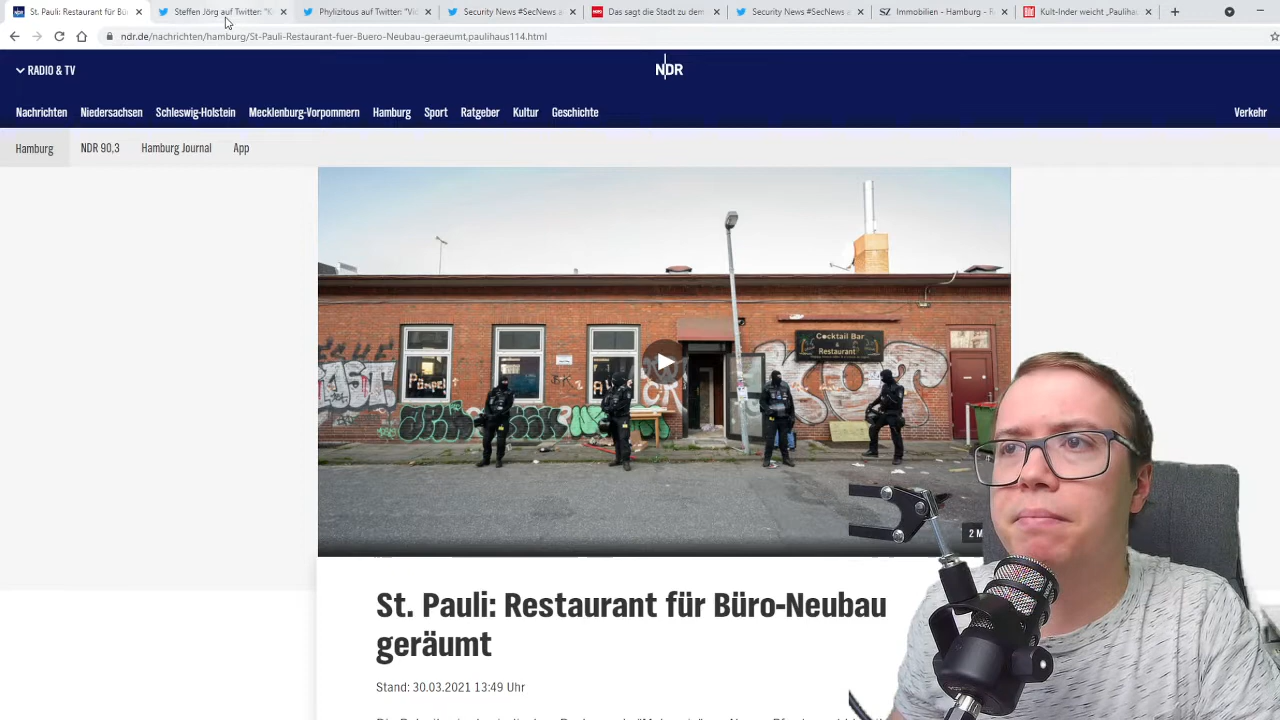 St. Pauli Restaurant für Bür
Steffen Jörg auf Twitter: "K
Phylizitous auf Twitter: "Vi
Security News #SecNews a
Das sagt die Stadt zu dem
Security News #SecNews a
Immobilien - Hamburg - R
Kult-Inder weicht „Paulihau
ndr.de/nachrichten/hamburg/St-Pauli-Restaurant-fuer-Buero-Neubau-geraeumt,paulihaus114.html
RADIO & TV
NDR
Nachrichten Niedersachsen Schleswig-Holstein Mecklenburg-Vorpommern Hamburg Sport Ratgeber Kultur Geschichte Verkehr
Hamburg NDR 90,3 Hamburg Journal App
Cocktail Bar
&
Restaurant
2 M
St. Pauli: Restaurant für Büro-Neubau
geräumt
Stand: 30.03.2021 13:49 Uhr